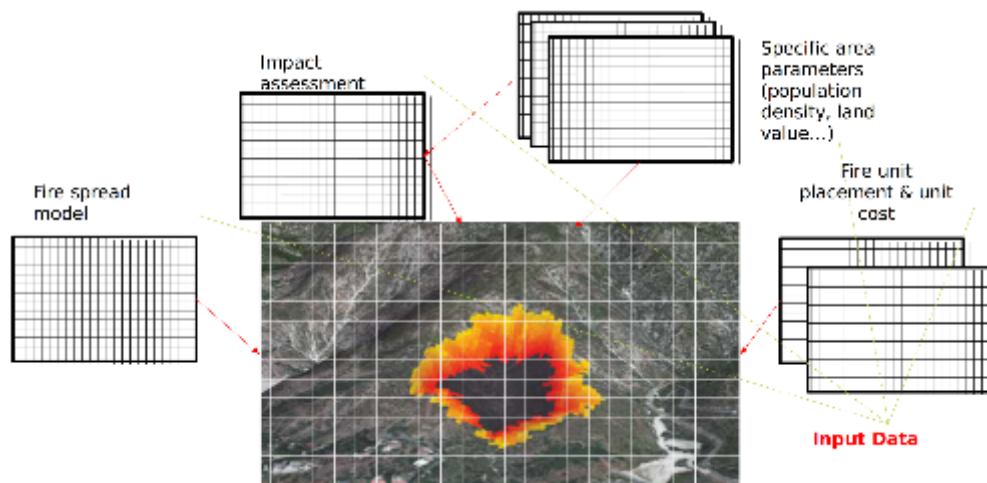 Impact
assessment
Specific area
parameters
(population
density, land
value...)
Fire spread
model
Fire unit
placement & unit
cost
Input Data